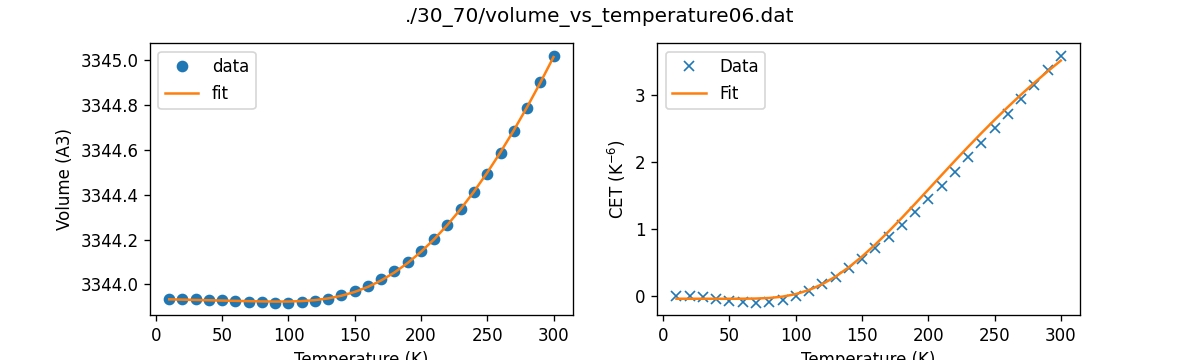 ./30_70/volume_vs_temperature06.dat
3345.0
3344.8
3344.6
3344.4
3344.2
3344.0
Volume (A3)
data
fit
0 50 100 150 200 250 300
Temperature (K)
3
2
1
0
CET (K⁻⁶)
Data
Fit
0 50 100 150 200 250 300
Temperature (K)